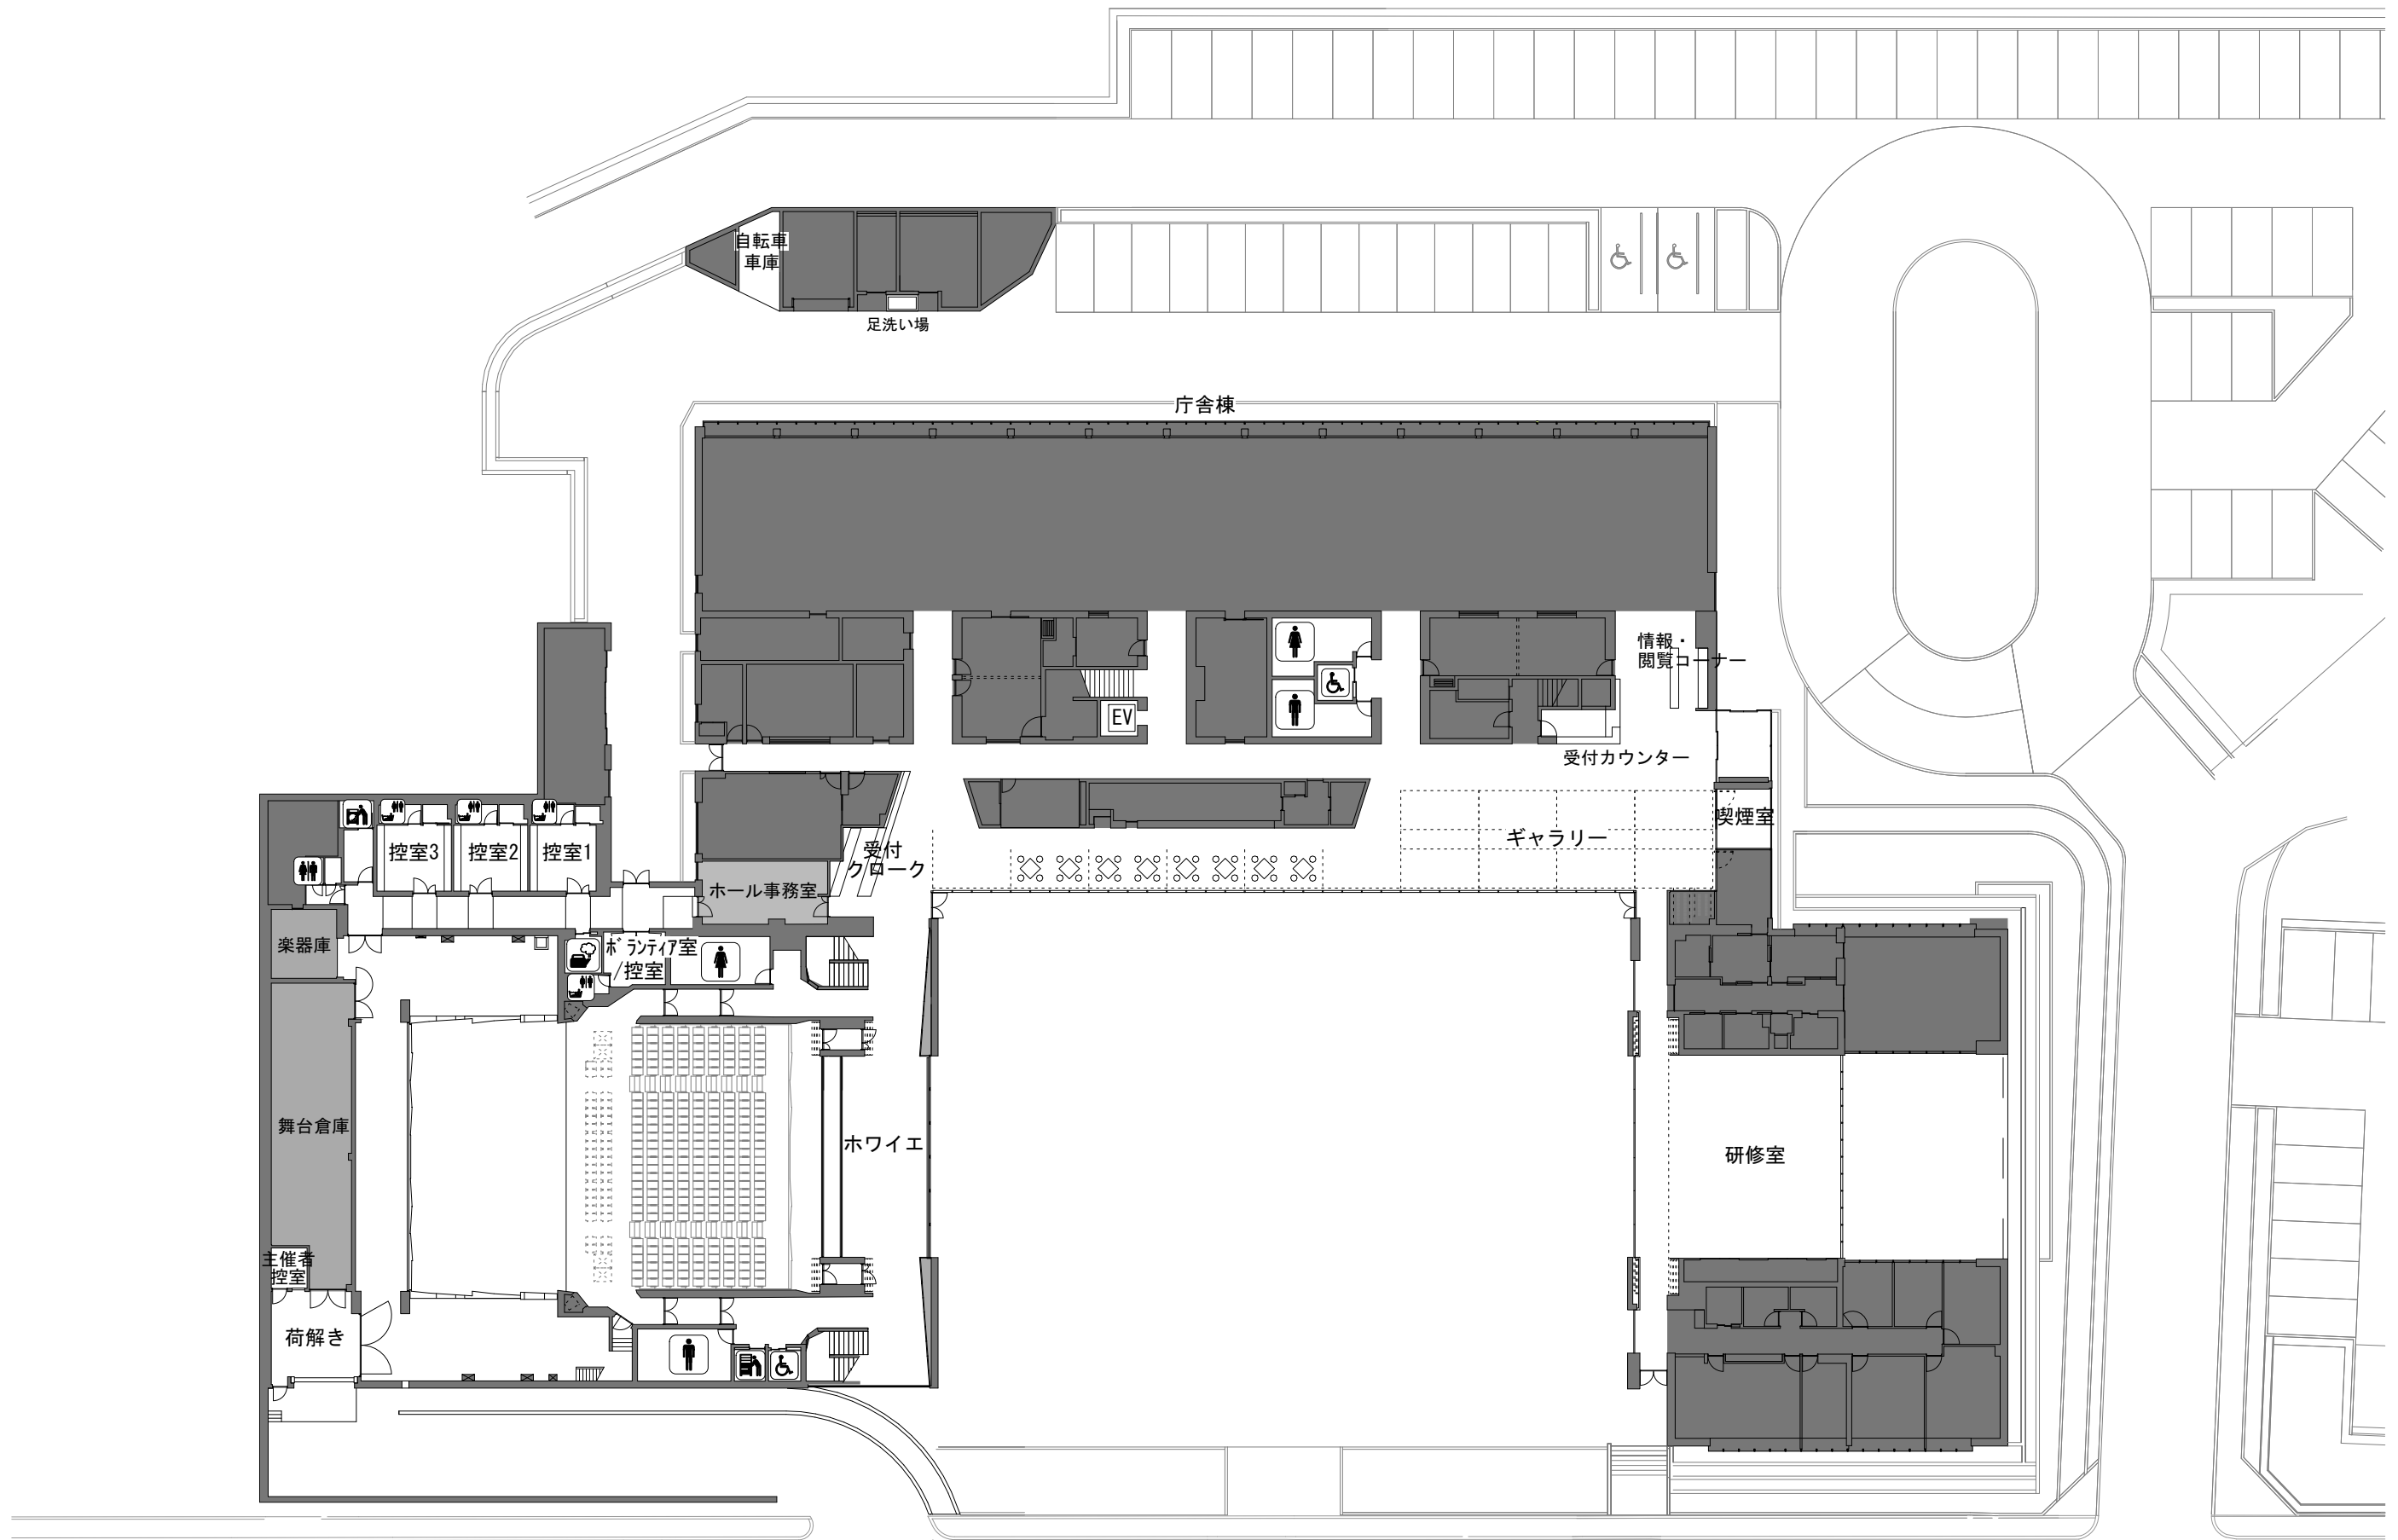 自転車
車庫
足洗い場
庁舎棟
情報・
閲覧コーナー
EV
受付カウンター
喫煙室
ギャラリー
控室3
控室2
控室1
受付
クローク
ホール事務室
楽器庫
ﾎﾞﾗﾝﾃｨｱ室
/控室
舞台倉庫
ホワイエ
研修室
主催者
控室
荷解き